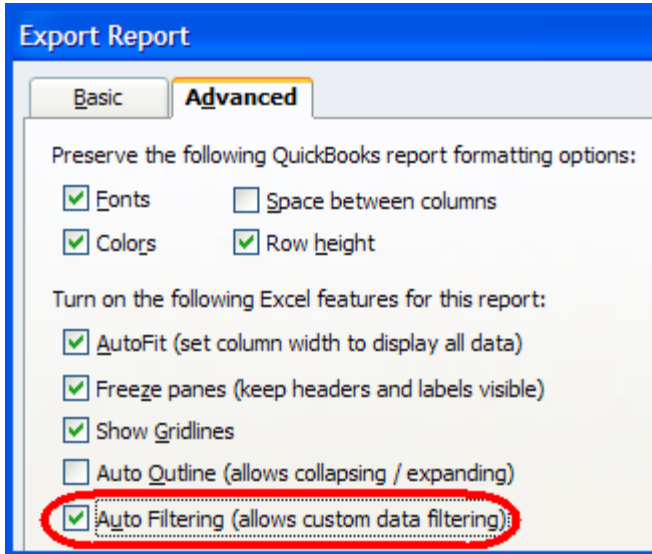 Export Report
Basic Advanced
Preserve the following QuickBooks report formatting options:
Fonts Space between columns
Colors Row height
Turn on the following Excel features for this report:
AutoFit (set column width to display all data)
Freeze panes (keep headers and labels visible)
Show Gridlines
Auto Outline (allows collapsing / expanding)
Auto Filtering (allows custom data filtering)